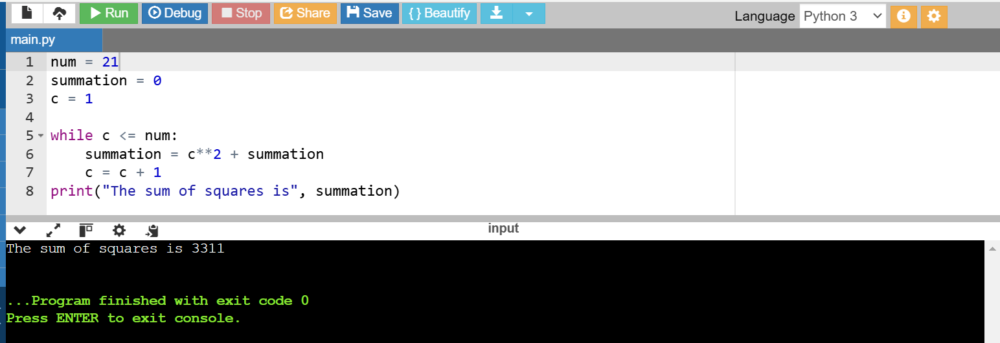 Run Debug Stop Share Save { } Beautify Language Python 3
main.py
1 num = 21
2 summation = 0
3 c = 1
4
5 while c <= num:
6     summation = c**2 + summation
7     c = c + 1
8 print("The sum of squares is", summation)
input
The sum of squares is 3311
...Program finished with exit code 0
Press ENTER to exit console.